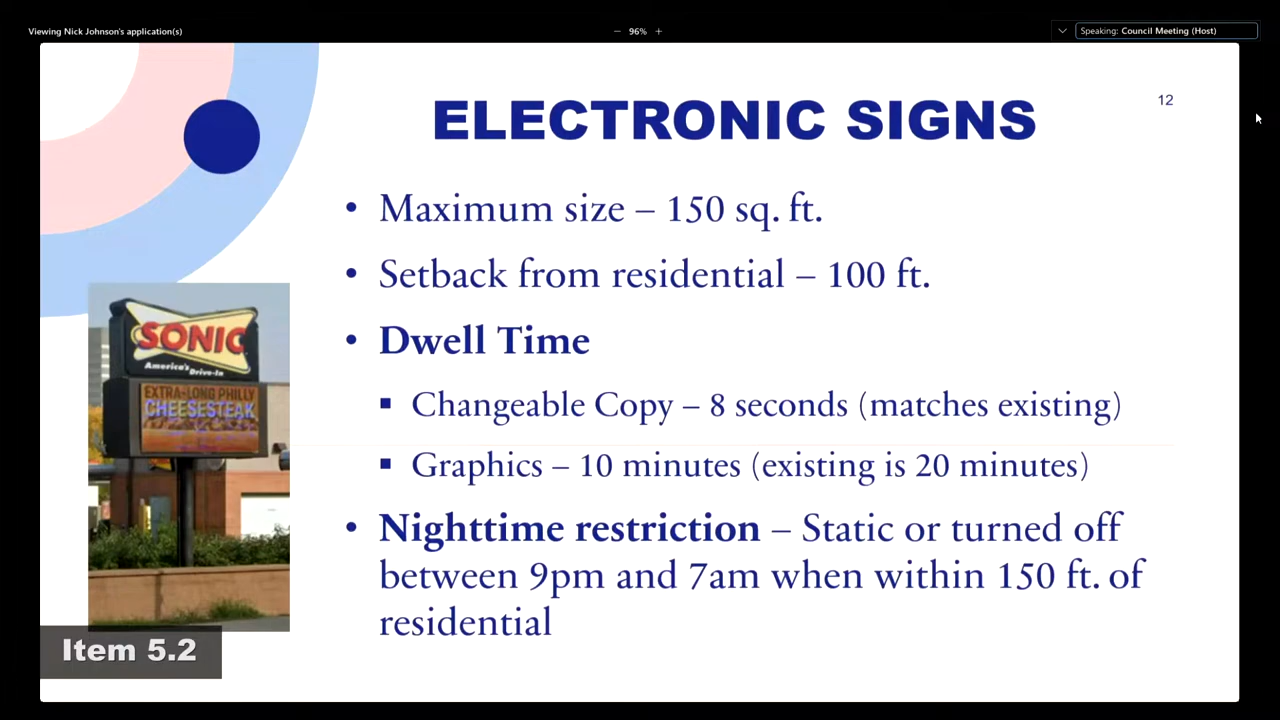 Viewing Nick Johnson's application(s)
− 96% +
Speaking: Council Meeting (Host)
12
ELECTRONIC SIGNS
• Maximum size – 150 sq. ft.
• Setback from residential – 100 ft.
• Dwell Time
▪ Changeable Copy – 8 seconds (matches existing)
▪ Graphics – 10 minutes (existing is 20 minutes)
• Nighttime restriction – Static or turned off
between 9pm and 7am when within 150 ft. of
residential
SONIC
America's Drive-In
EXTRA-LONG PHILLY
CHEESESTEAK
Item 5.2